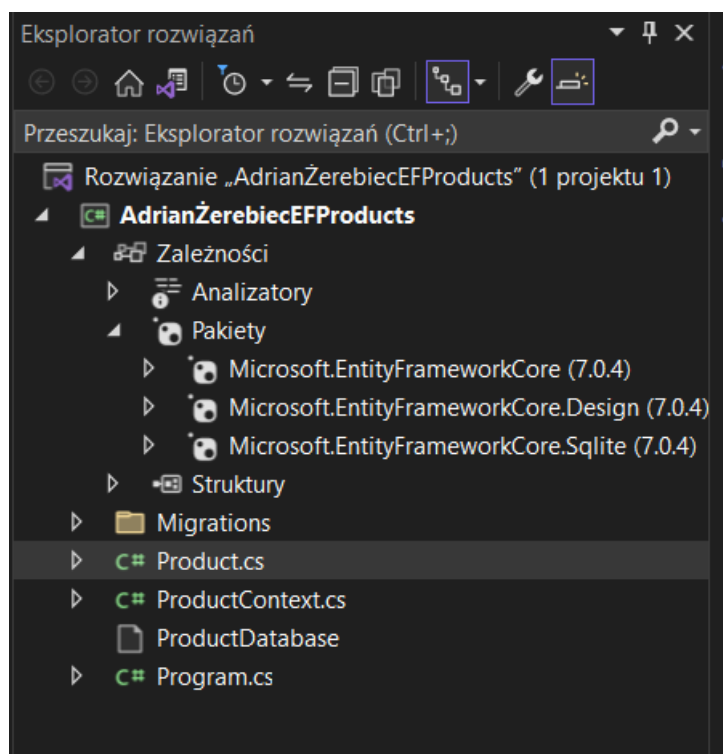 Eksplorator rozwiązań
Przeszukaj: Eksplorator rozwiązań (Ctrl+;)
Rozwiązanie „AdrianŻerebiecEFProducts” (1 projektu 1)
C# AdrianŻerebiecEFProducts
Zależności
Analizatory
Pakiety
Microsoft.EntityFrameworkCore (7.0.4)
Microsoft.EntityFrameworkCore.Design (7.0.4)
Microsoft.EntityFrameworkCore.Sqlite (7.0.4)
Struktury
Migrations
C# Product.cs
C# ProductContext.cs
ProductDatabase
C# Program.cs